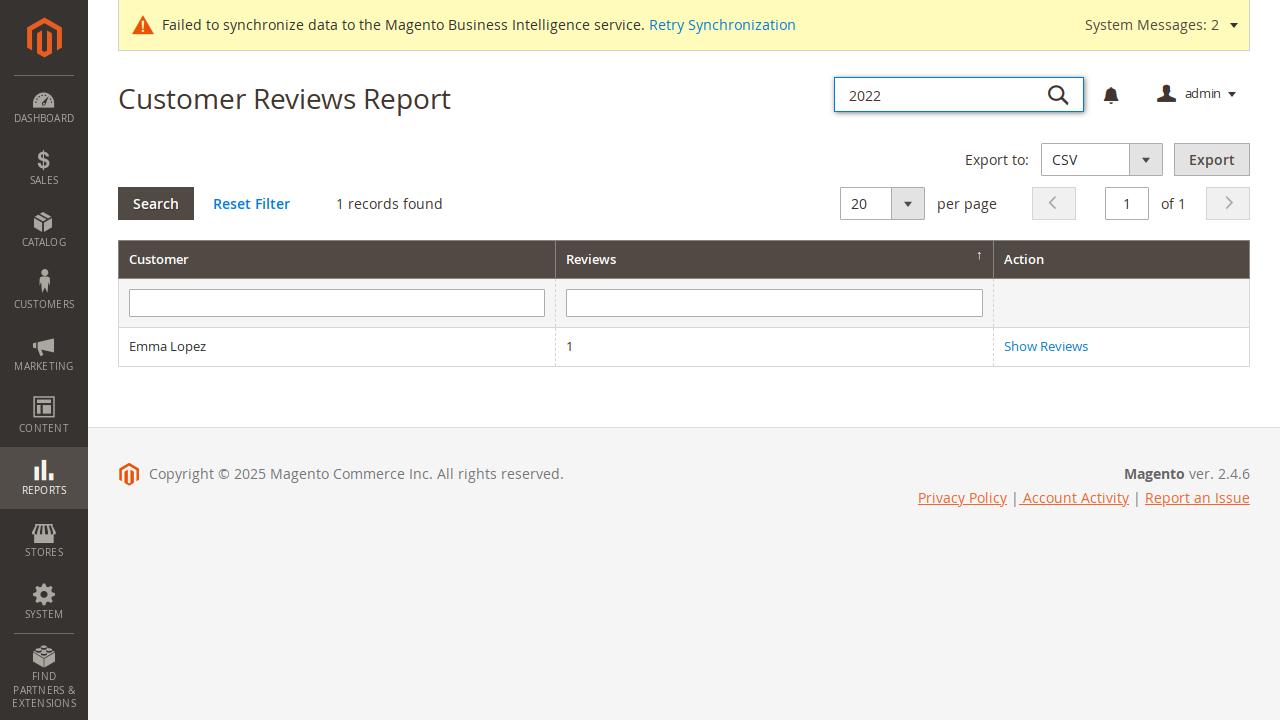 Failed to synchronize data to the Magento Business Intelligence service. Retry Synchronization
System Messages: 2
Customer Reviews Report
2022
admin
Export to:
CSV
Export
Search
Reset Filter
1 records found
20
per page
1
of 1
Customer
Reviews
↑
Action
Emma Lopez
1
Show Reviews
DASHBOARD
SALES
CATALOG
CUSTOMERS
MARKETING
CONTENT
REPORTS
STORES
SYSTEM
FIND
PARTNERS &
EXTENSIONS
Copyright © 2025 Magento Commerce Inc. All rights reserved.
Magento ver. 2.4.6
Privacy Policy | Account Activity | Report an Issue